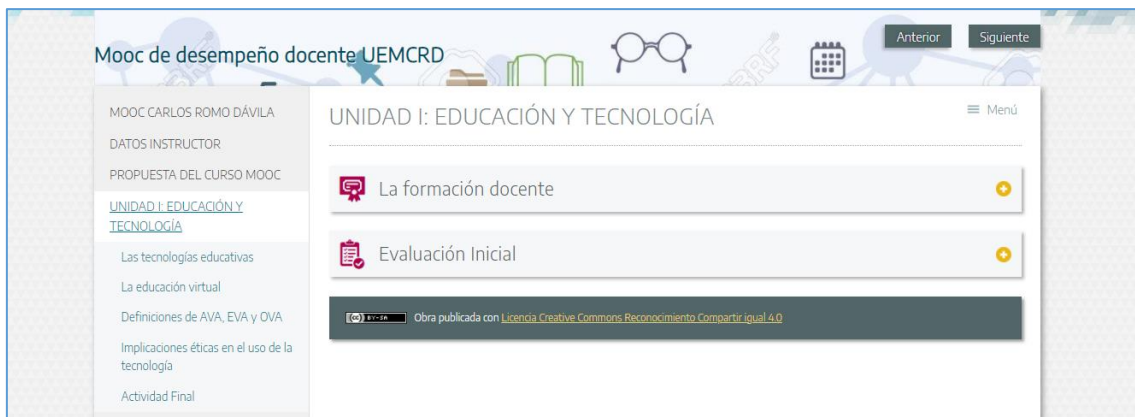 Mooc de desempeño docente UEMCRD
Anterior
Siguiente
MOOC CARLOS ROMO DÁVILA
DATOS INSTRUCTOR
PROPUESTA DEL CURSO MOOC
UNIDAD I: EDUCACIÓN Y
TECNOLOGÍA
Las tecnologías educativas
La educación virtual
Definiciones de AVA, EVA y OVA
Implicaciones éticas en el uso de la
tecnología
Actividad Final
UNIDAD I: EDUCACIÓN Y TECNOLOGÍA
Menú
La formación docente
Evaluación Inicial
(cc) BY-SA Obra publicada con Licencia Creative Commons Reconocimiento Compartir igual 4.0